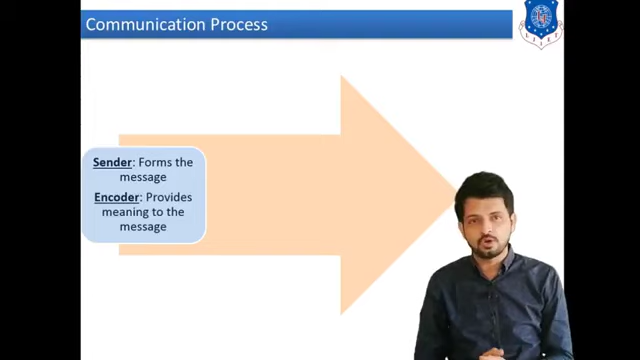 Communication Process
Sender: Forms the
message
Encoder: Provides
meaning to the
message